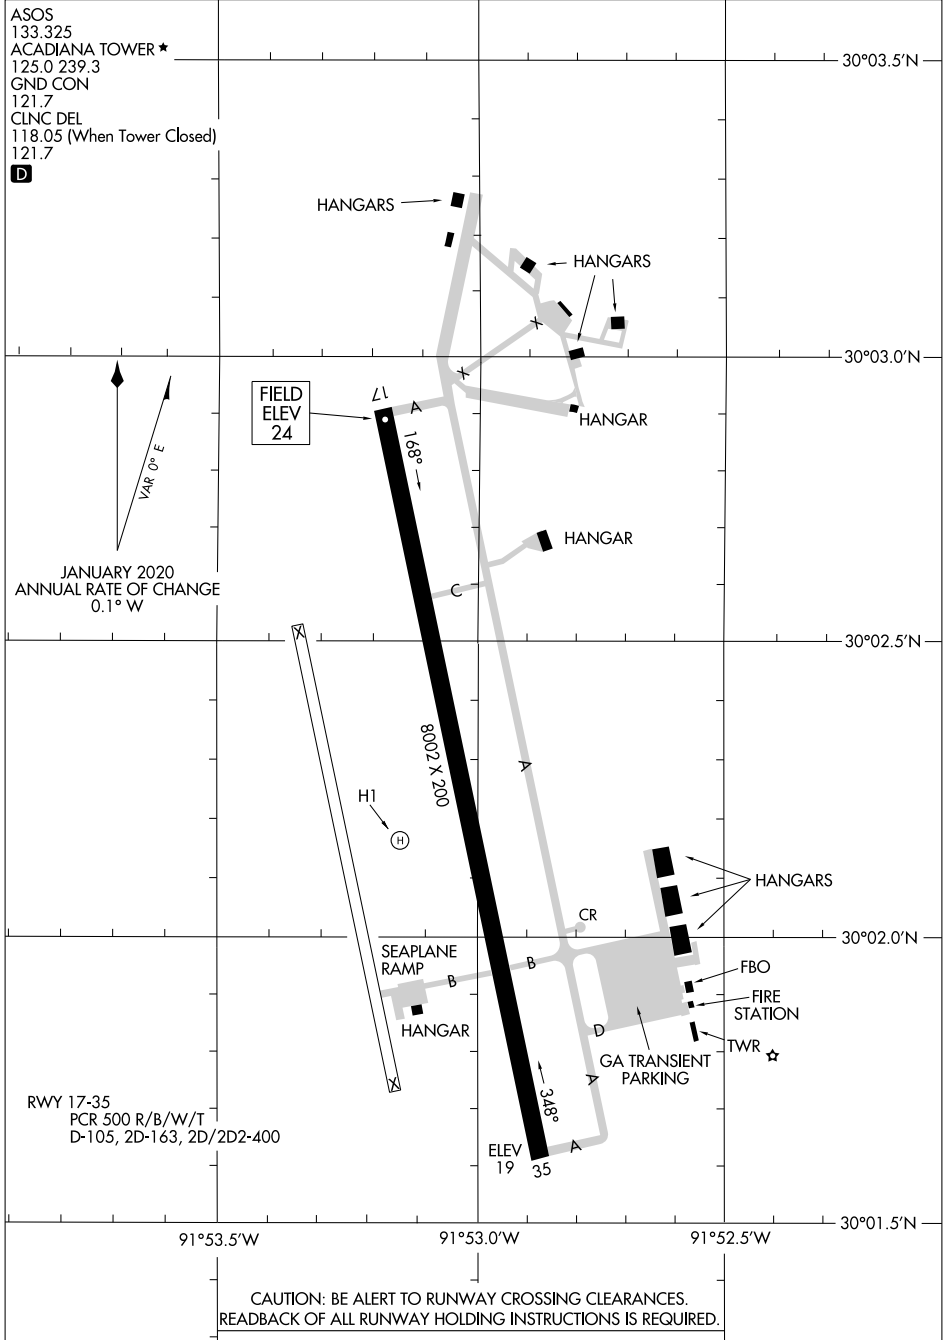 ASOS
133.325
ACADIANA TOWER ★
125.0 239.3
GND CON
121.7
CLNC DEL
118.05 (When Tower Closed)
121.7
D
30°03.5'N
HANGARS
HANGARS
30°03.0'N
X
X
FIELD
ELEV
24
17
A
HANGAR
168°
VAR 0° E
HANGAR
JANUARY 2020
ANNUAL RATE OF CHANGE
0.1° W
C
X
30°02.5'N
8002 X 200
A
H1
H
HANGARS
CR
30°02.0'N
SEAPLANE
RAMP
B
B
FBO
FIRE
STATION
HANGAR
D
TWR
GA TRANSIENT
PARKING
X
A
348°
RWY 17-35
PCR 500 R/B/W/T
D-105, 2D-163, 2D/2D2-400
ELEV
19
35
A
30°01.5'N
91°53.5'W
91°53.0'W
91°52.5'W
CAUTION: BE ALERT TO RUNWAY CROSSING CLEARANCES.
READBACK OF ALL RUNWAY HOLDING INSTRUCTIONS IS REQUIRED.